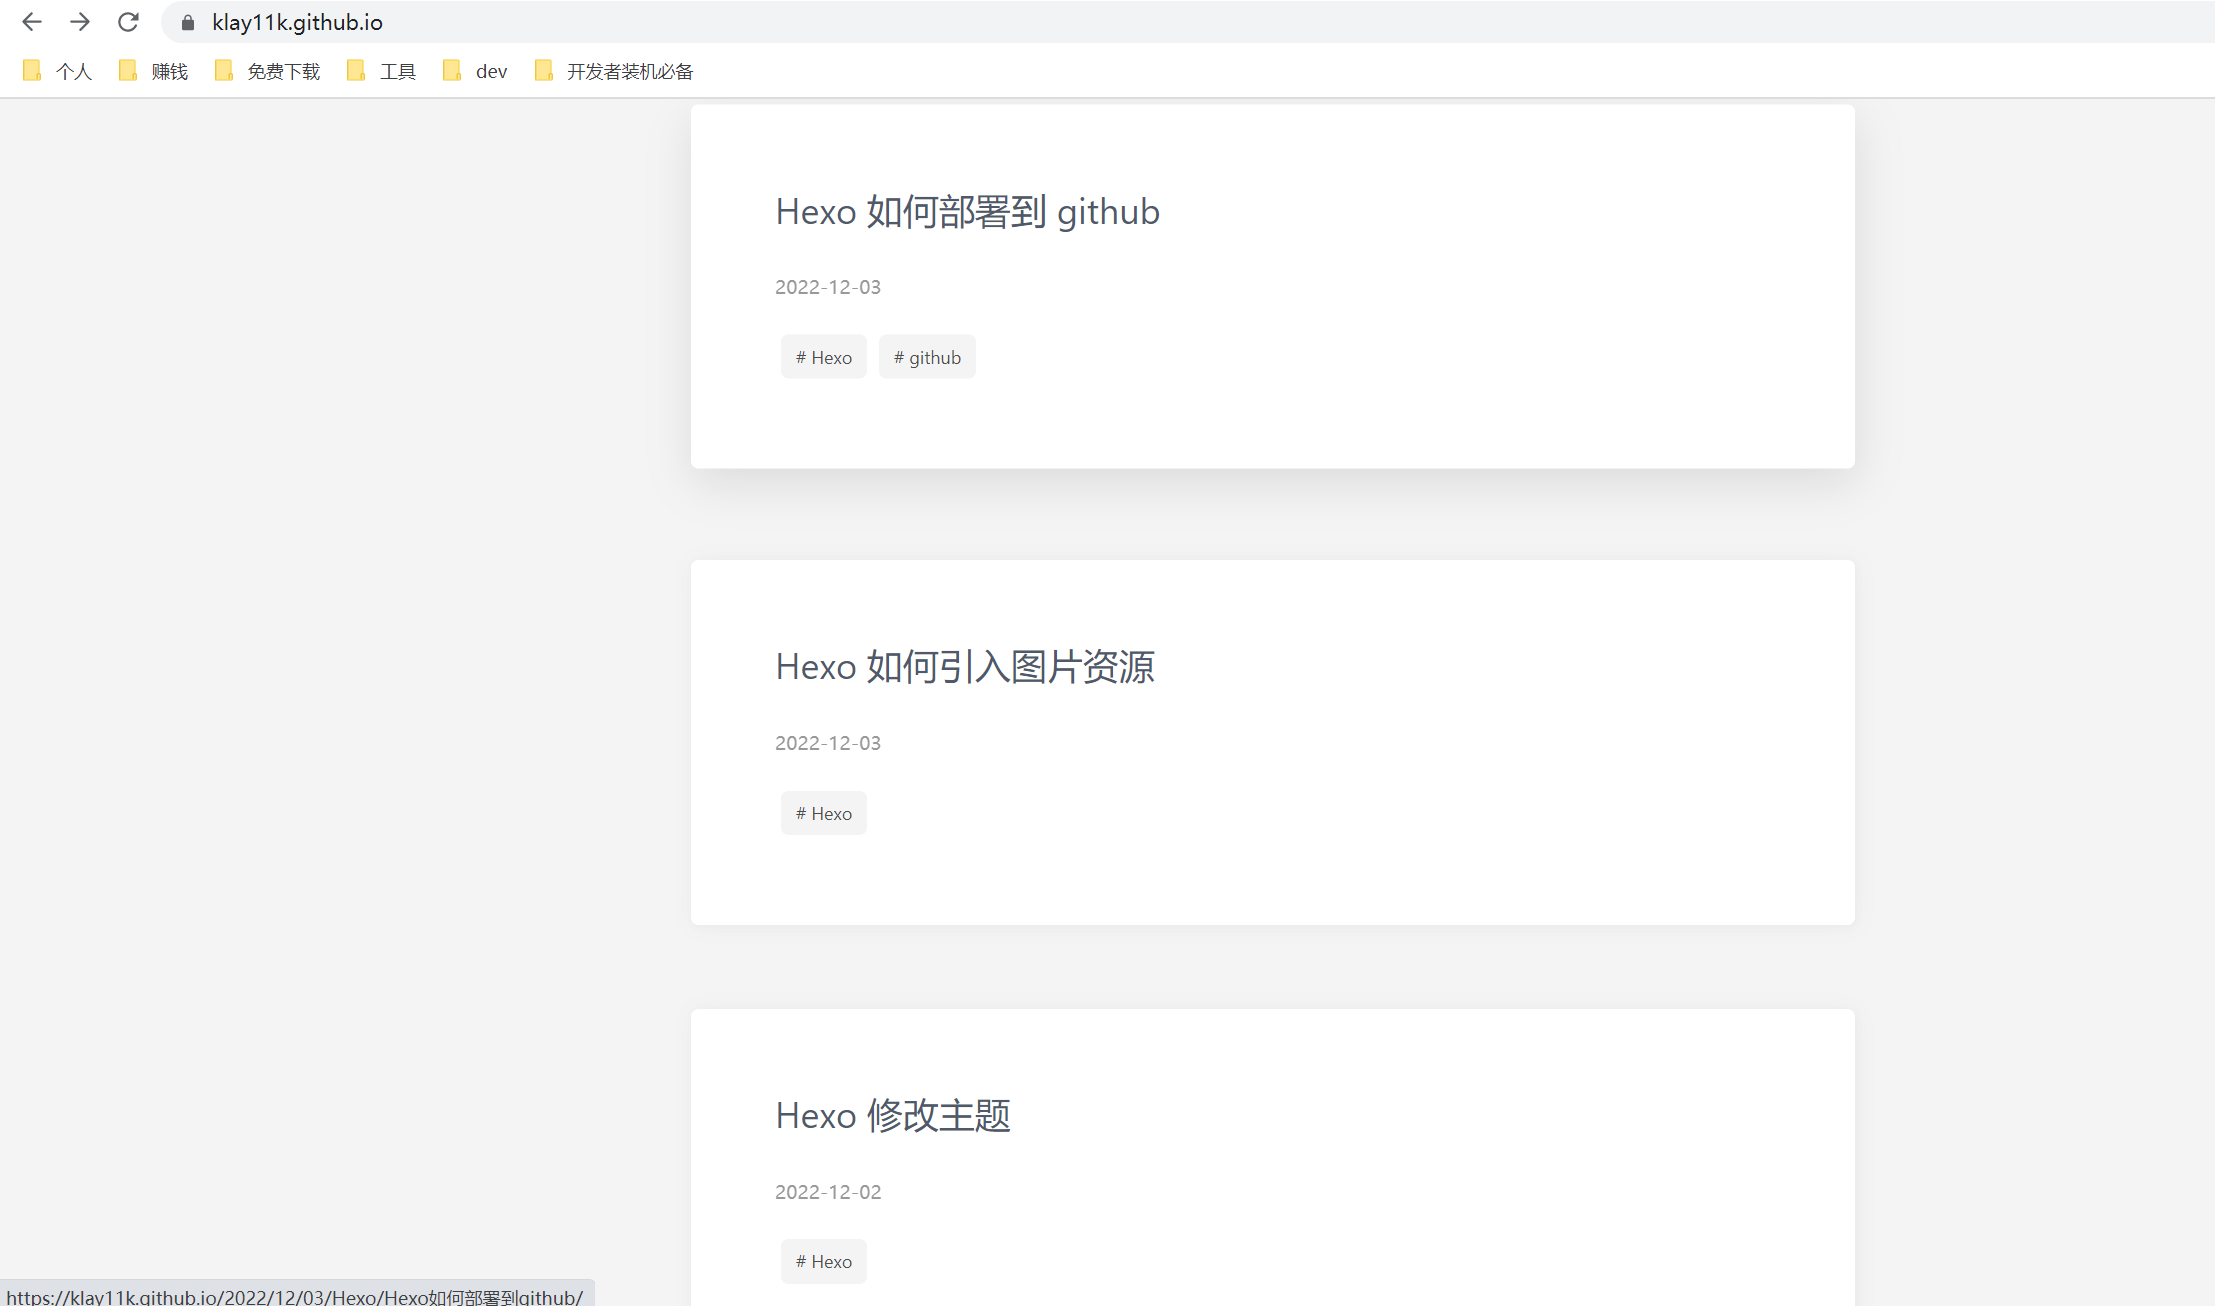 klay11k.github.io
个人 赚钱 免费下载 工具 dev 开发者装机必备
Hexo 如何部署到 github
2022-12-03
# Hexo # github
Hexo 如何引入图片资源
2022-12-03
# Hexo
Hexo 修改主题
2022-12-02
# Hexo
https://klay11k.github.io/2022/12/03/Hexo/Hexo如何部署到github/